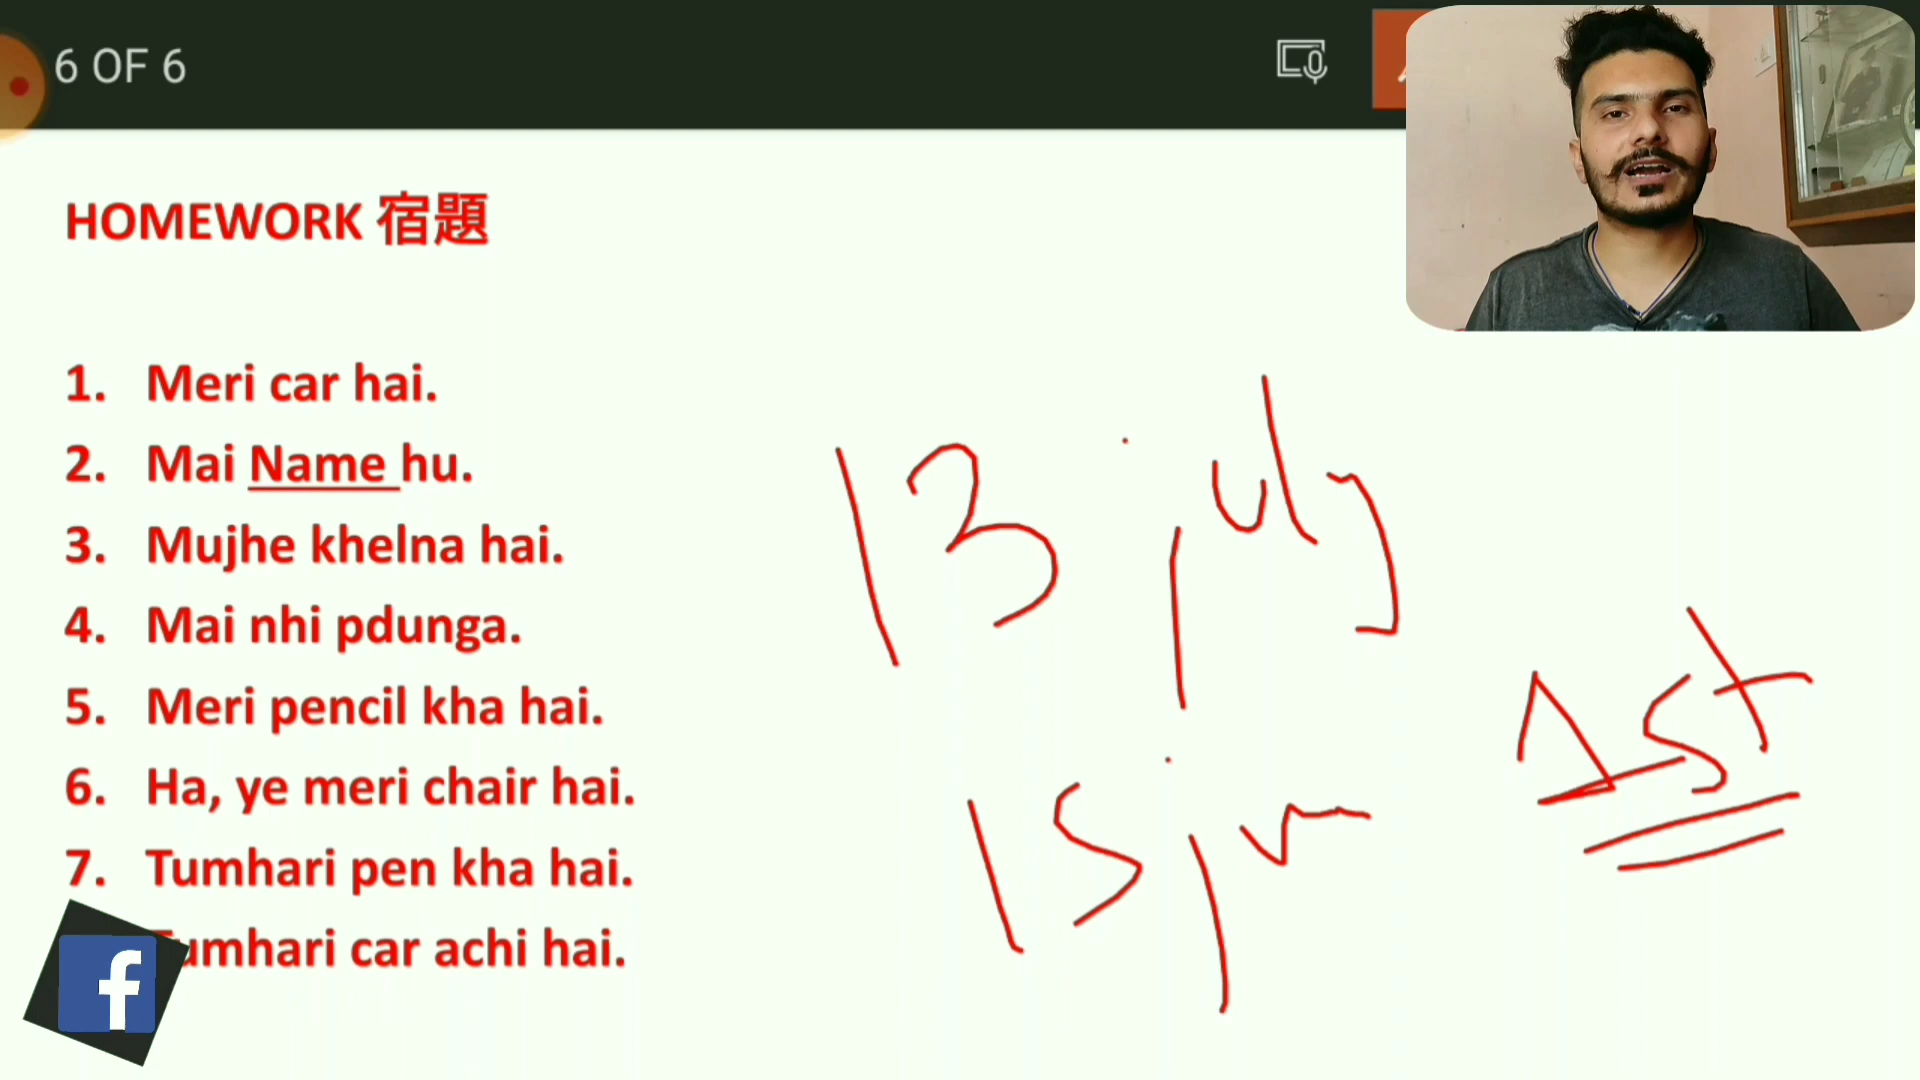 6 OF 6
HOMEWORK 宿題
1. Meri car hai.
2. Mai Name hu.
3. Mujhe khelna hai.
4. Mai nhi pdunga.
5. Meri pencil kha hai.
6. Ha, ye meri chair hai.
7. Tumhari pen kha hai.
Tumhari car achi hai.
13 july
15
1st
f